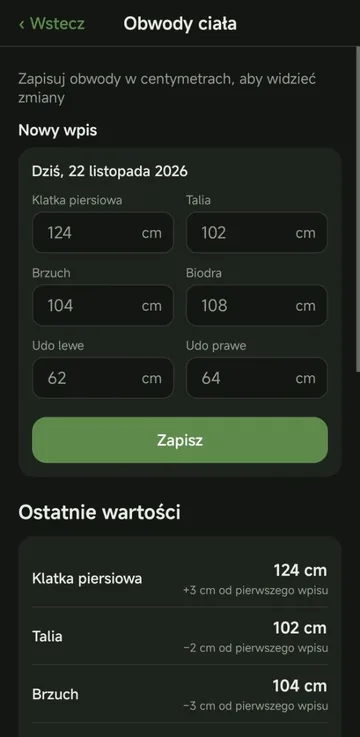 ‹ Wstecz Obwody ciała
Zapisuj obwody w centymetrach, aby widzieć
zmiany
Nowy wpis
Dziś, 22 listopada 2026
Klatka piersiowa Talia
124 cm 102 cm
Brzuch Biodra
104 cm 108 cm
Udo lewe Udo prawe
62 cm 64 cm
Zapisz
Ostatnie wartości
Klatka piersiowa 124 cm
+3 cm od pierwszego wpisu
Talia 102 cm
−2 cm od pierwszego wpisu
Brzuch 104 cm
−3 cm od pierwszego wpisu